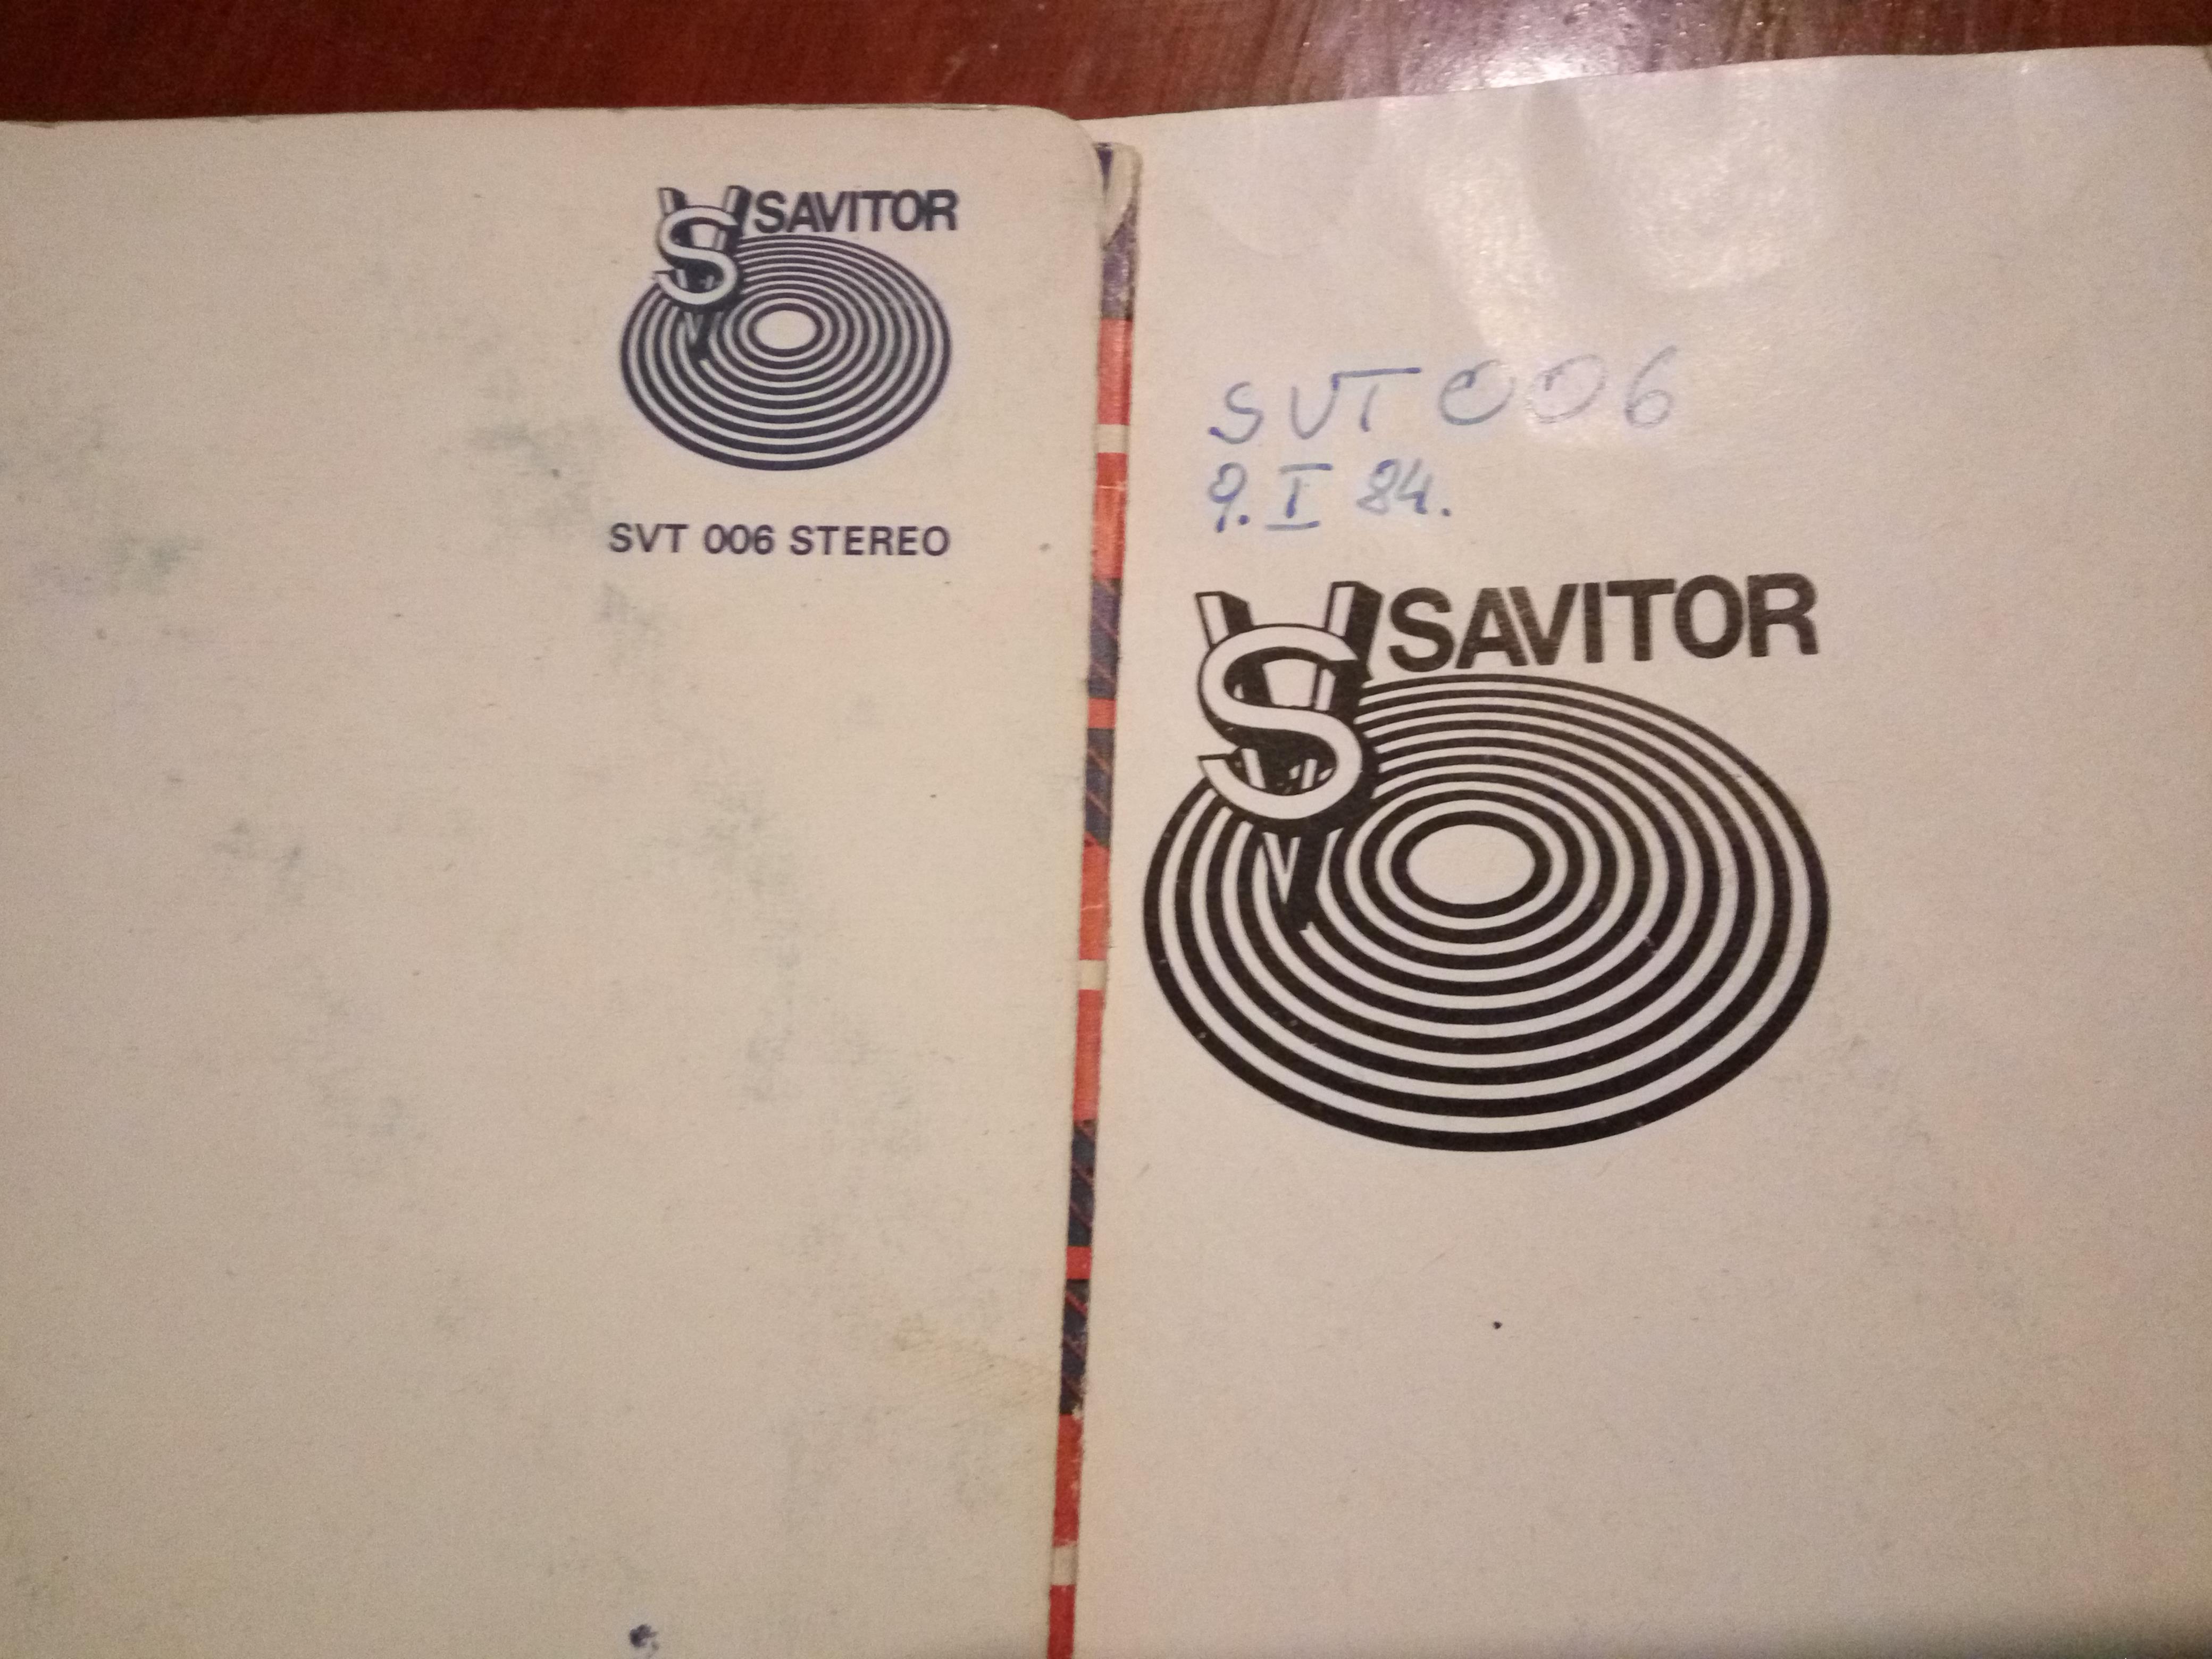 SAVITOR
SVT 006 STEREO
SVT 006
9. I 84.
SAVITOR